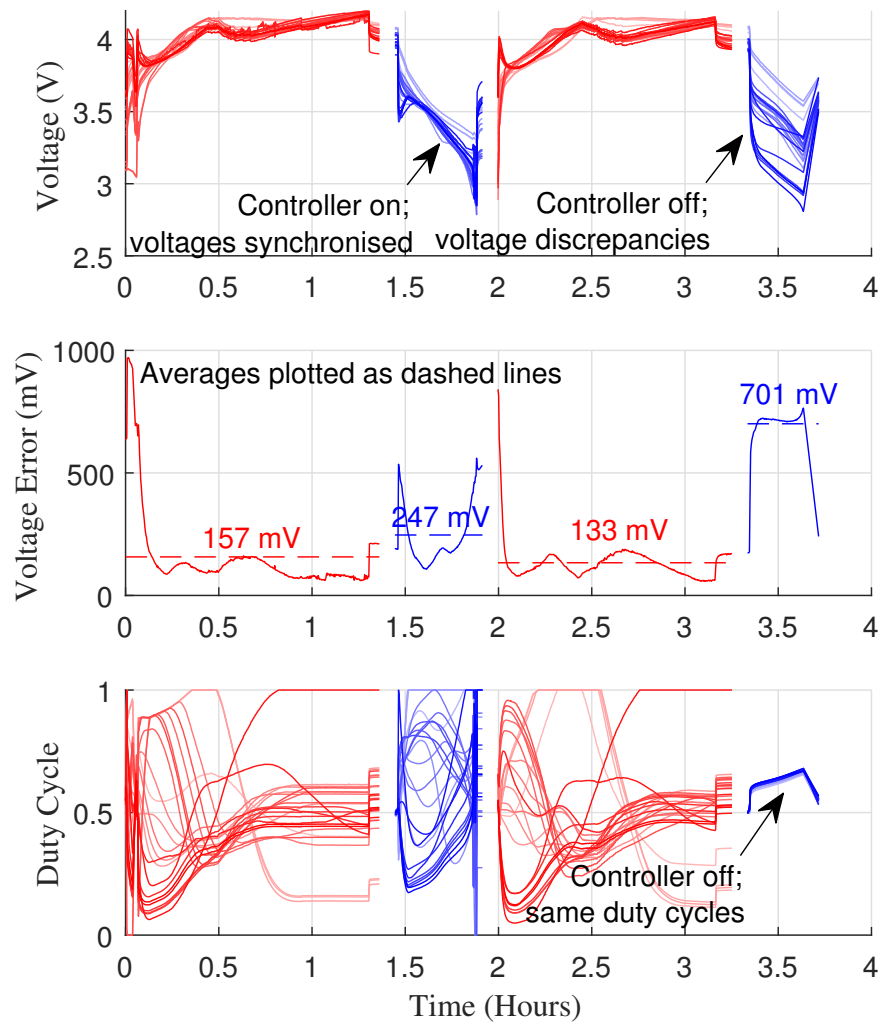 4
3.5
3
2.5
Voltage (V)
Controller on;
voltages synchronised
Controller off;
voltage discrepancies
0
0.5
1
1.5
2
2.5
3
3.5
4
1000
500
0
Voltage Error (mV)
Averages plotted as dashed lines
157 mV
247 mV
133 mV
701 mV
0
0.5
1
1.5
2
2.5
3
3.5
4
1
0.5
0
Duty Cycle
Controller off;
same duty cycles
0
0.5
1
1.5
2
2.5
3
3.5
4
Time (Hours)